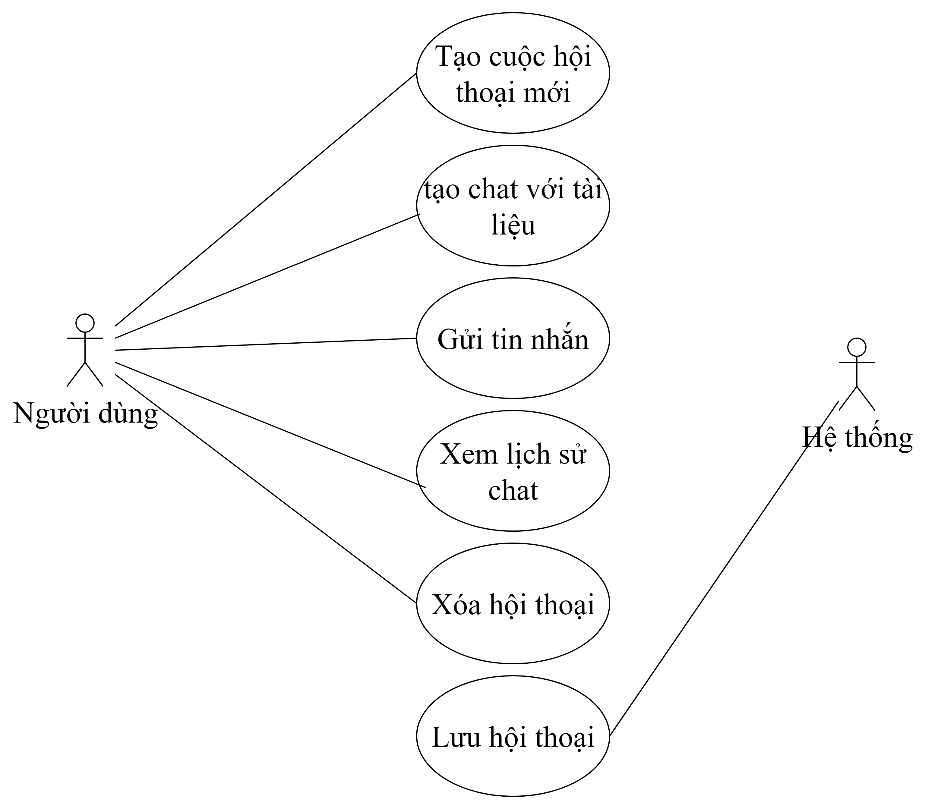 Tạo cuộc hội
thoại mới
tạo chat với tài
liệu
Gửi tin nhắn
Người dùng
Hệ thống
Xem lịch sử
chat
Xóa hội thoại
Lưu hội thoại